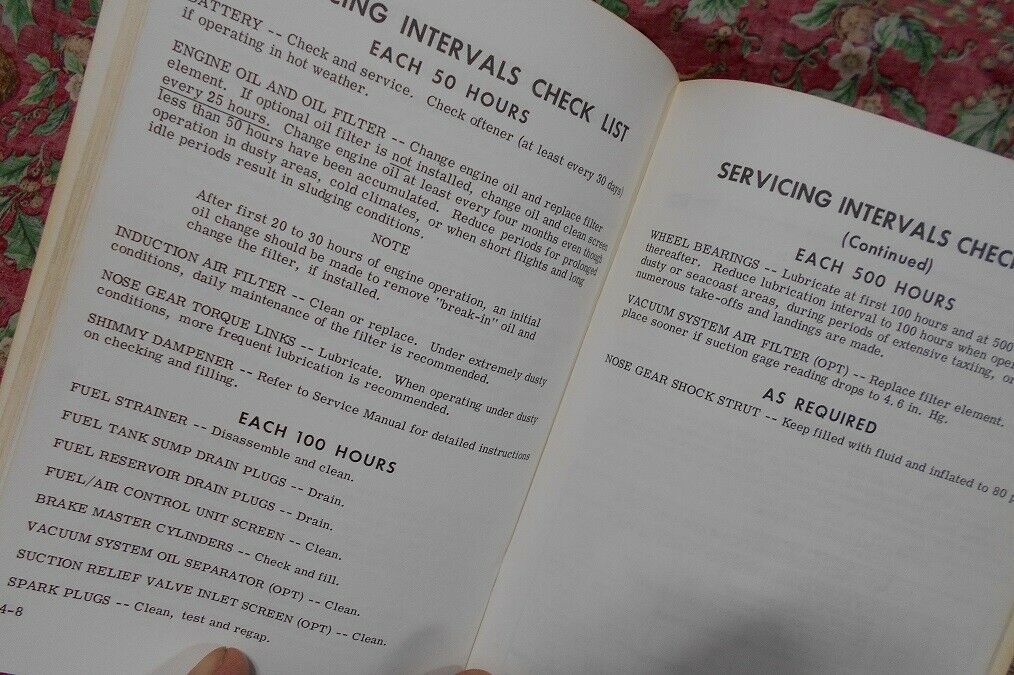 CING INTERVALS CHECK LIST
EACH 50 HOURS
BATTERY -- Check and service. Check oftener (at least every 30 days)
if operating in hot weather.
ENGINE OIL AND OIL FILTER -- Change engine oil and replace filter
element. If optional oil filter is not installed, change oil and clean screen
every 25 hours. Change engine oil at least every four months even though
less than 50 hours have been accumulated. Reduce periods for prolonged
operation in dusty areas, cold climates, or when short flights and long
idle periods result in sludging conditions.
NOTE
After first 20 to 30 hours of engine operation, an initial
oil change should be made to remove "break-in" oil and
change the filter, if installed.
INDUCTION AIR FILTER -- Clean or replace. Under extremely dusty
conditions, daily maintenance of the filter is recommended.
NOSE GEAR TORQUE LINKS -- Lubricate. When operating under dusty
conditions, more frequent lubrication is recommended.
SHIMMY DAMPENER -- Refer to Service Manual for detailed instructions
on checking and filling.
EACH 100 HOURS
FUEL STRAINER -- Disassemble and clean.
FUEL TANK SUMP DRAIN PLUGS -- Drain.
FUEL RESERVOIR DRAIN PLUGS -- Drain.
FUEL/AIR CONTROL UNIT SCREEN -- Clean.
BRAKE MASTER CYLINDERS -- Check and fill.
VACUUM SYSTEM OIL SEPARATOR (OPT) -- Clean.
SUCTION RELIEF VALVE INLET SCREEN (OPT) -- Clean.
SPARK PLUGS -- Clean, test and regap.
4-8
SERVICING INTERVALS CHEC
(Continued)
EACH 500 HOURS
WHEEL BEARINGS -- Lubricate at first 100 hours and at 500
thereafter. Reduce lubrication interval to 100 hours when oper
dusty or seacoast areas, during periods of extensive taxiing, or
numerous take-offs and landings are made.
VACUUM SYSTEM AIR FILTER (OPT) -- Replace filter element.
place sooner if suction gage reading drops to 4.6 in. Hg.
AS REQUIRED
NOSE GEAR SHOCK STRUT -- Keep filled with fluid and inflated to 80 p